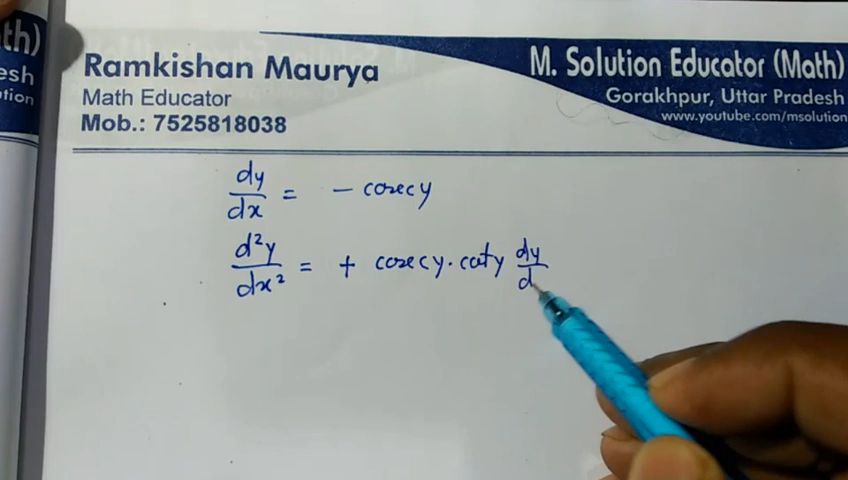 th)
esh
tion
Ramkishan Maurya
Math Educator
Mob.: 7525818038
M. Solution Educator (Math)
Gorakhpur, Uttar Pradesh
www.youtube.com/msolution
dy/dx = - cosecy
d²y/dx² = + cosecy . coty dy/d